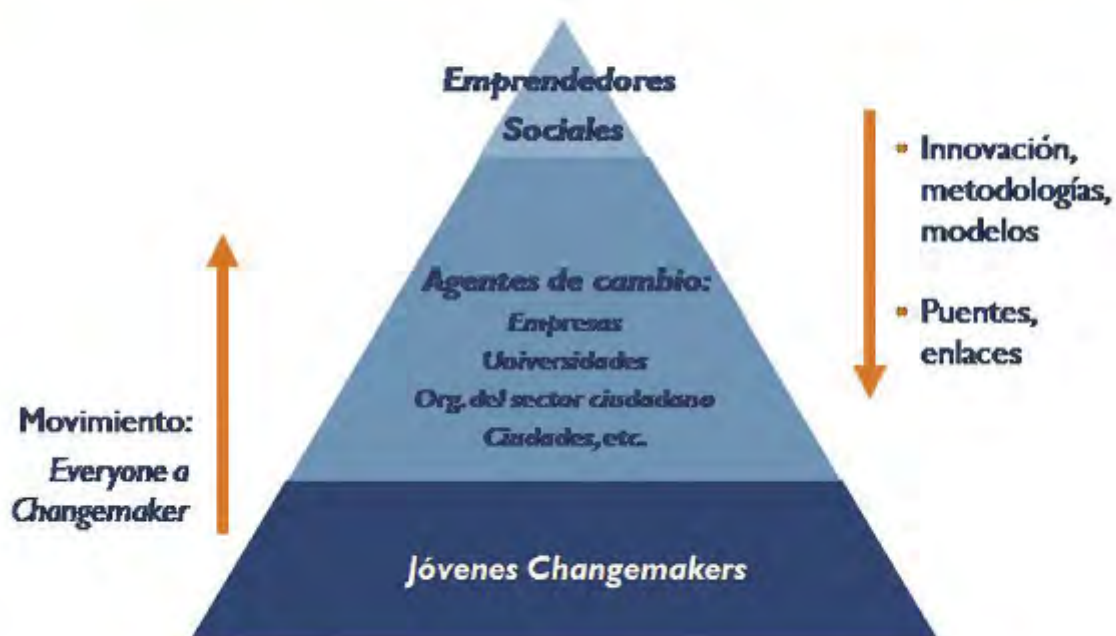 Emprendedores
Sociales
Agentes de cambio:
Empresas
Universidades
Org. del sector ciudadano
Ciudades, etc.
Jóvenes Changemakers
Movimiento:
Everyone a
Changemaker
• Innovación,
metodologías,
modelos
• Puentes,
enlaces